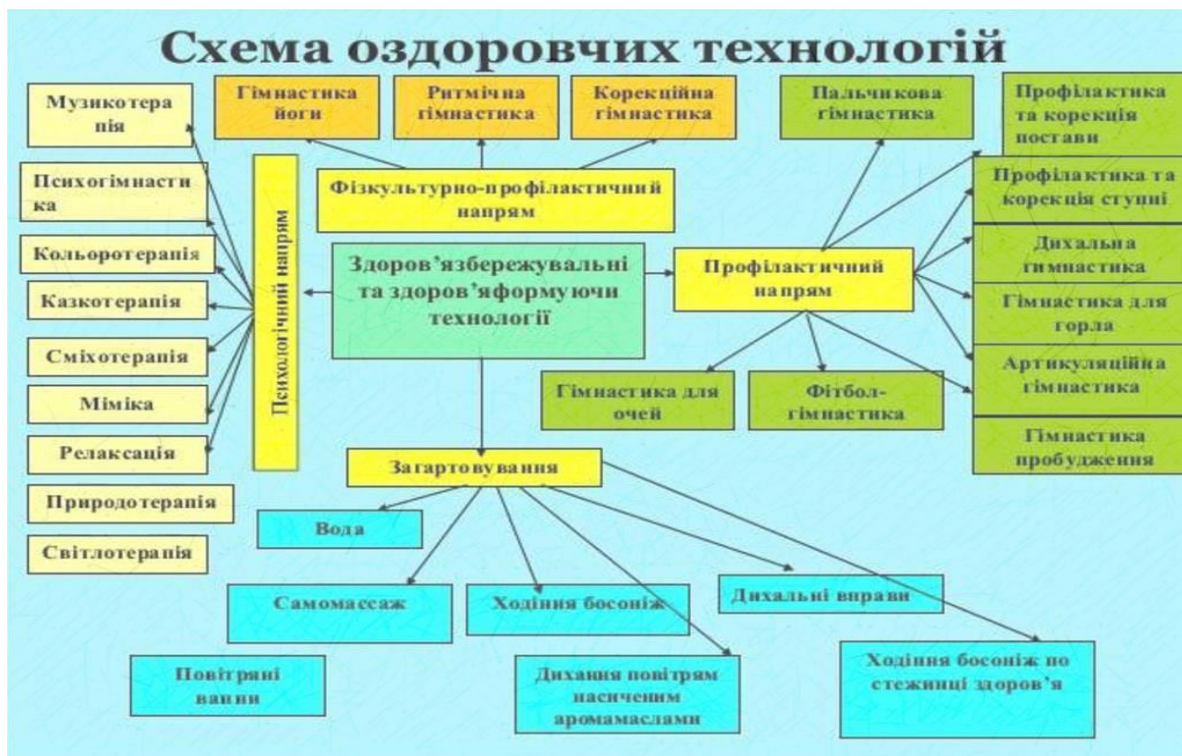 Схема оздоровчих технологій
Музикотера
пія
Психогімнасти
ка
Кольоротерапія
Казкотерапія
Сміхотерапія
Міміка
Релаксація
Природотерапія
Світлотерапія
Психологічний напрям
Гімнастика
йоги
Ритмічна
гімнастика
Корекційна
гімнастика
Фізкультурно-профілактичний
напрям
Здоров’язбережувальні
та здоров’яформуючи
технології
Профілактичний
напрям
Пальчикова
гімнастика
Профілактика
та корекція
постави
Профілактика та
корекція ступні
Дихальна
гимнастика
Гімнастика для
горла
Артикуляційна
гімнастика
Гімнастика
пробудження
Гімнастика для
очей
Фітбол-
гімнастика
Загартовування
Вода
Самомассаж
Ходіння босоніж
Дихальні вправи
Повітряні
ванни
Дихання повітрям
насиченим
аромамаслами
Ходіння босоніж по
стежинці здоров’я